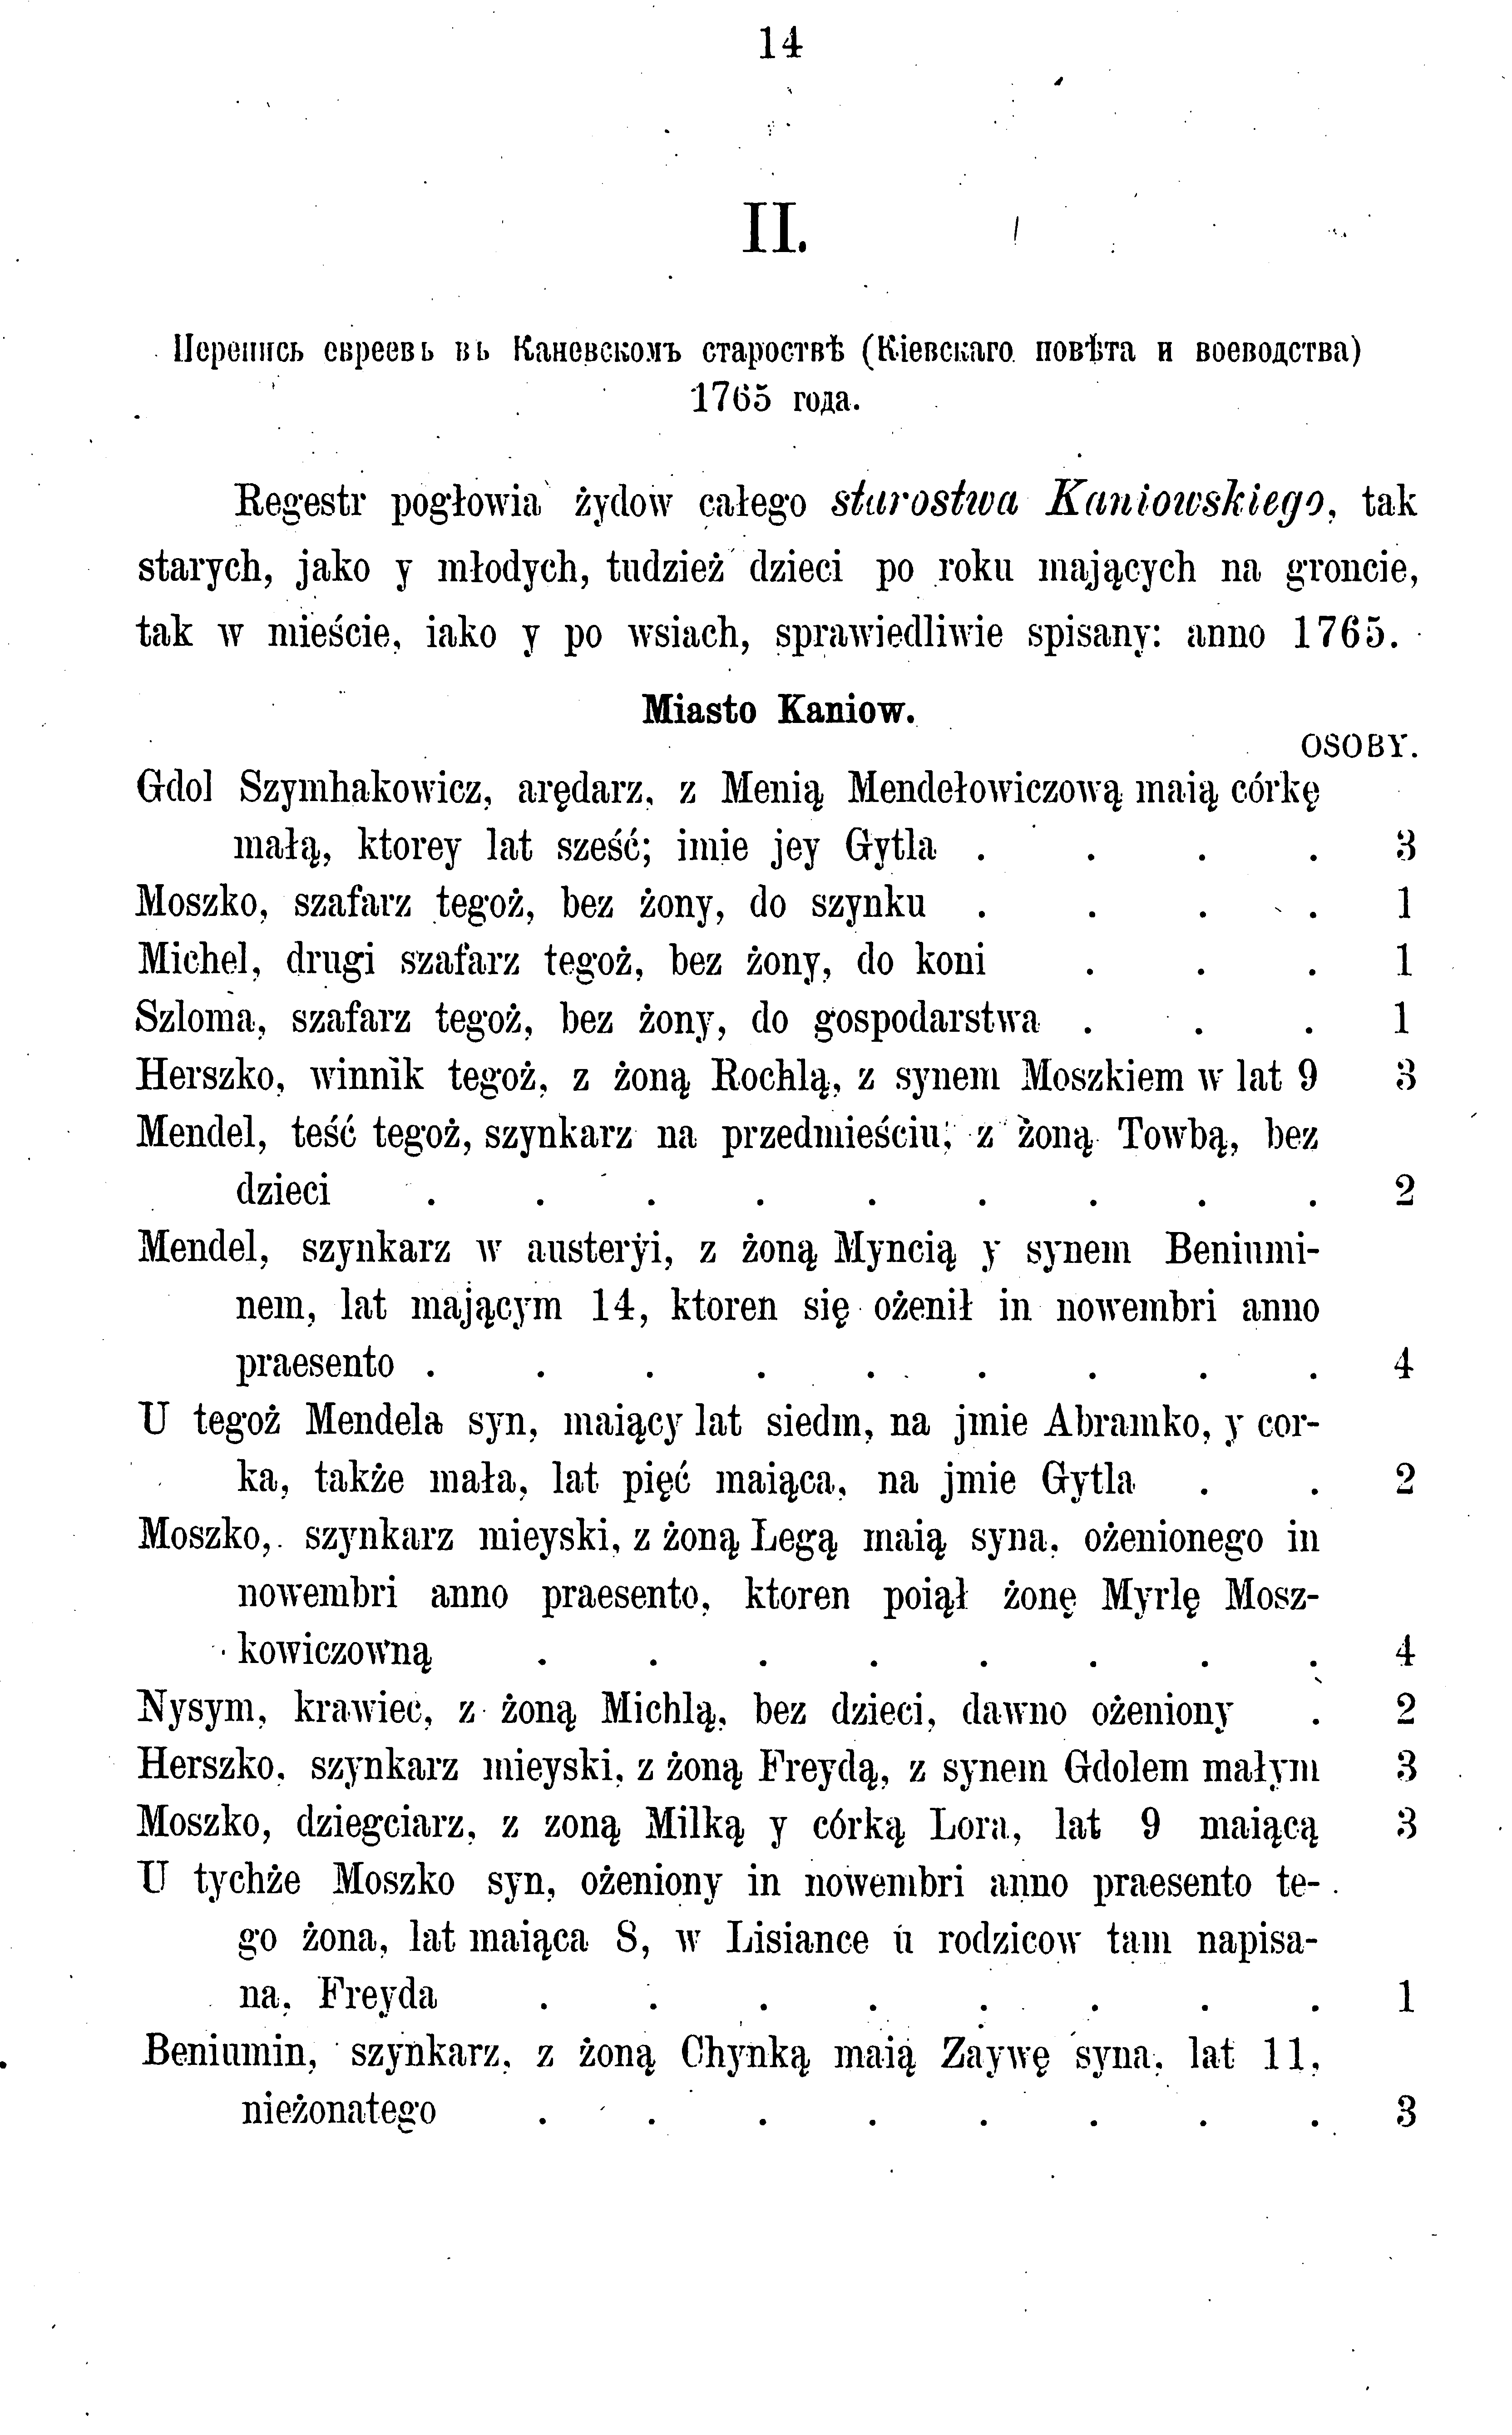 14
II.
Перепись евреевъ въ Каневскомъ староствѣ (Кіевскаго повѣта и воеводства)
1765 года.
Regestr pogłowia żydow całego starostwa Kaniowskiego, tak
starych, jako y młodych, tudzież dzieci po roku mających na groncie,
tak w mieście, iako y po wsiach, sprawiedliwie spisany: anno 1765.
Miasto Kaniow.
OSOBY.
Gdol Szymhakowicz, arędarz, z Menią Mendełowiczową maią córkę
małą, ktorey lat sześć; imie jey Gytla . . . . 3
Moszko, szafarz tegoż, bez żony, do szynku . . . . 1
Michel, drugi szafarz tegoż, bez żony, do koni . . . 1
Szloma, szafarz tegoż, bez żony, do gospodarstwa . . . 1
Herszko, winnik tegoż, z żoną Rochlą, z synem Moszkiem w lat 9 3
Mendel, teść tegoż, szynkarz na przedmieściu, z żoną Towbą, bez
dzieci . . . . . . . . . 2
Mendel, szynkarz w austeryi, z żoną Myncią y synem Beniumi-
nem, lat mającym 14, ktoren się ożenił in nowembri anno
praesento . . . . . . . . . 4
U tegoż Mendela syn, maiący lat siedm, na jmie Abramko, y cor-
ka, także mała, lat pięć maiąca, na jmie Gytla . . 2
Moszko, szynkarz mieyski, z żoną Legą maią syna, ożenionego in
nowembri anno praesento, ktoren poiął żonę Myrlę Mosz-
kowiczowną . . . . . . . . 4
Nysym, krawiec, z żoną Michlą, bez dzieci, dawno ożeniony . 2
Herszko, szynkarz mieyski, z żoną Freydą, z synem Gdolem małym 3
Moszko, dziegciarz, z zoną Milką y córką Lora, lat 9 maiącą 3
U tychże Moszko syn, ożeniony in nowembri anno praesento te-
go żona, lat maiąca 8, w Lisiance u rodzicow tam napisa-
na, Freyda . . . . . . . . 1
Beniumin, szynkarz, z żoną Chynką maią Zaywę syna, lat 11,
nieżonatego . . . . . . . . 3